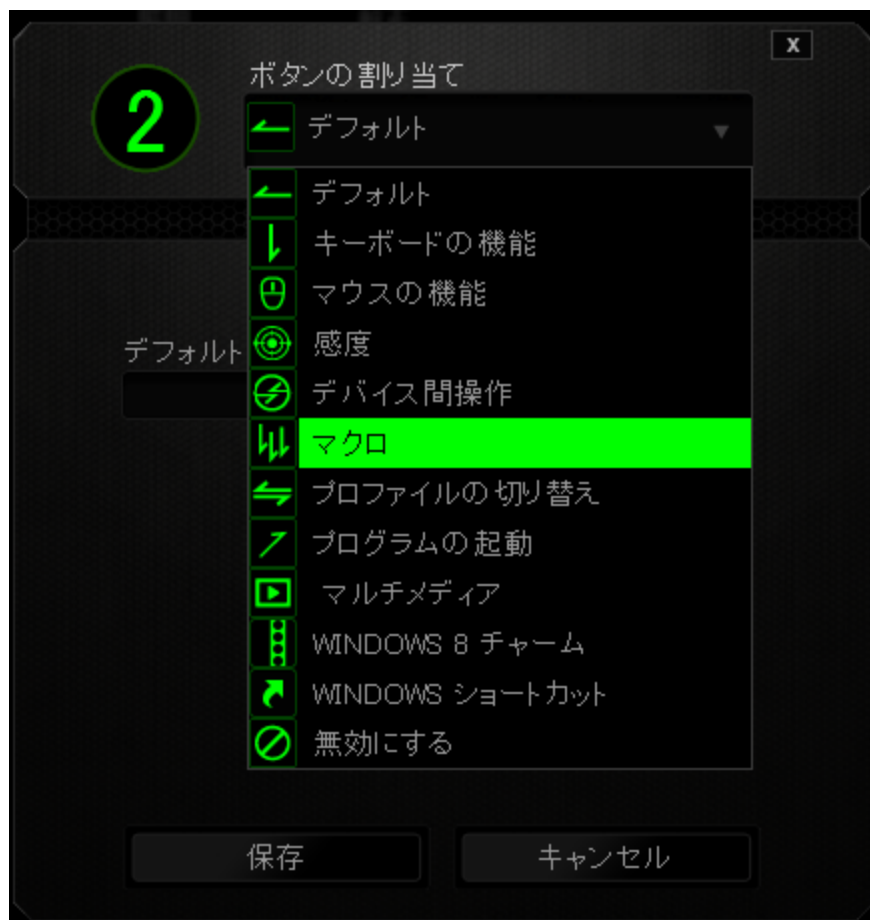 X
ボタンの割り当て
2
デフォルト
デフォルト
キーボードの機能
マウスの機能
感度
デフォルト
デバイス間操作
マクロ
プロファイルの切り替え
プログラムの起動
マルチメディア
WINDOWS 8 チャーム
WINDOWS ショートカット
無効にする
保存
キャンセル